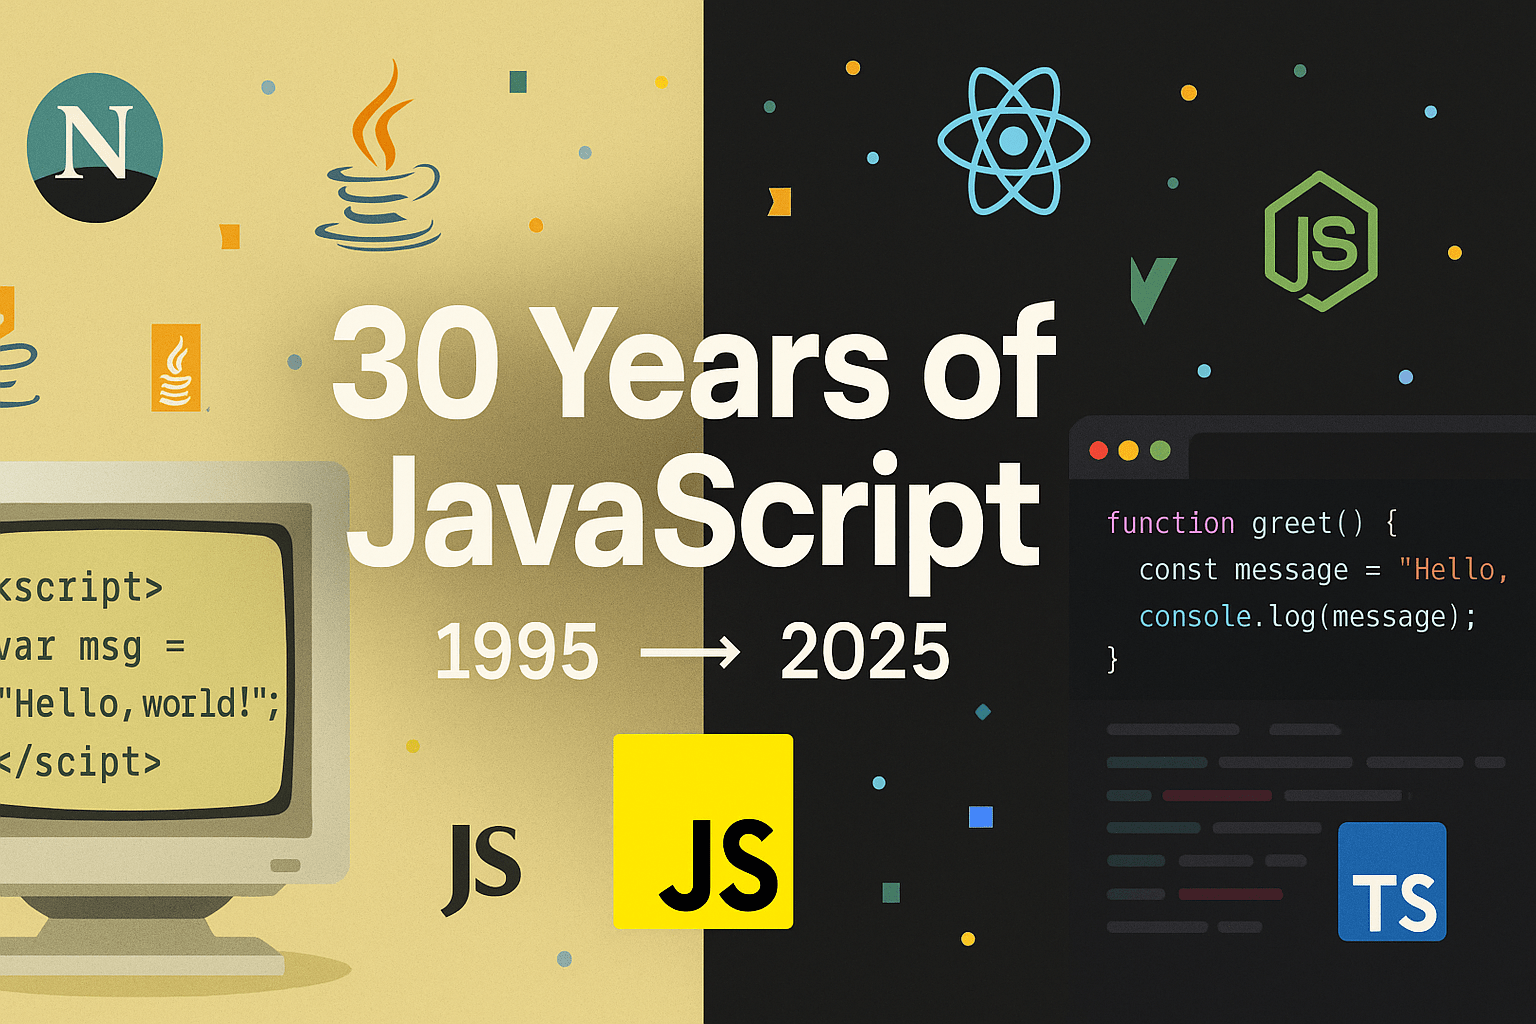 N
30 Years of
JavaScript
1995 → 2025
<script>
var msg =
"Hello, world!";
</scipt>
JS
JS
JS
function greet() {
const message = "Hello,
console.log(message);
}
TS